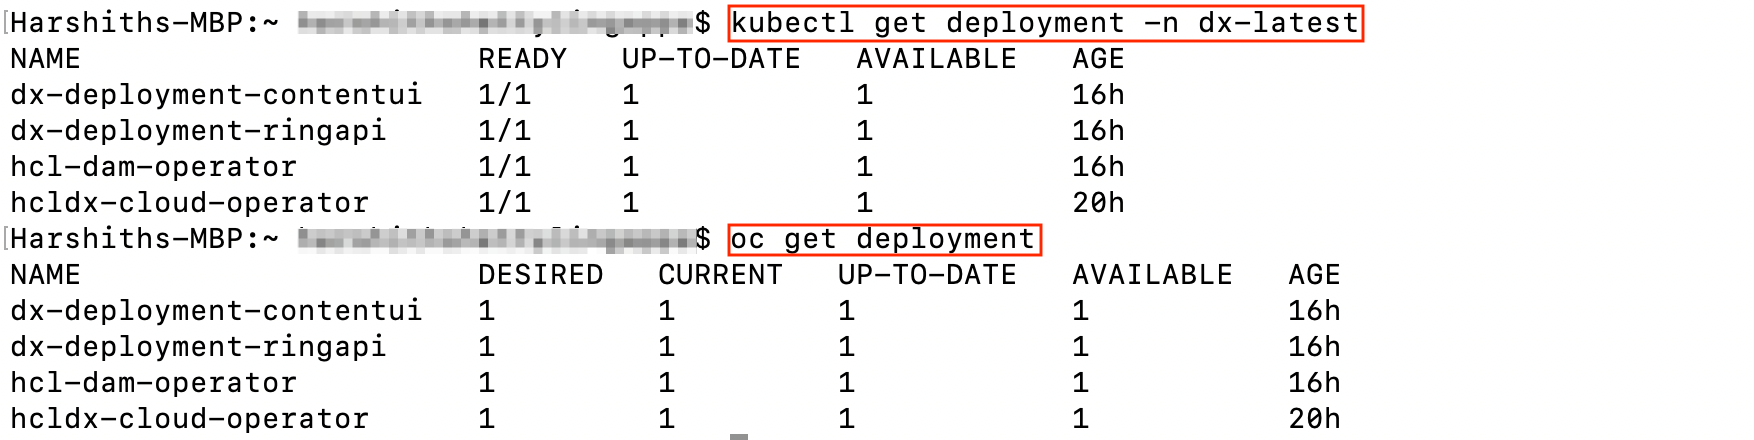 Harshiths-MBP:~ $ kubectl get deployment -n dx-latest
NAME READY UP-TO-DATE AVAILABLE AGE
dx-deployment-contentui 1/1 1 1 16h
dx-deployment-ringapi 1/1 1 1 16h
hcl-dam-operator 1/1 1 1 16h
hcldx-cloud-operator 1/1 1 1 20h
Harshiths-MBP:~ $ oc get deployment
NAME DESIRED CURRENT UP-TO-DATE AVAILABLE AGE
dx-deployment-contentui 1 1 1 1 16h
dx-deployment-ringapi 1 1 1 1 16h
hcl-dam-operator 1 1 1 1 16h
hcldx-cloud-operator 1 1 1 1 20h